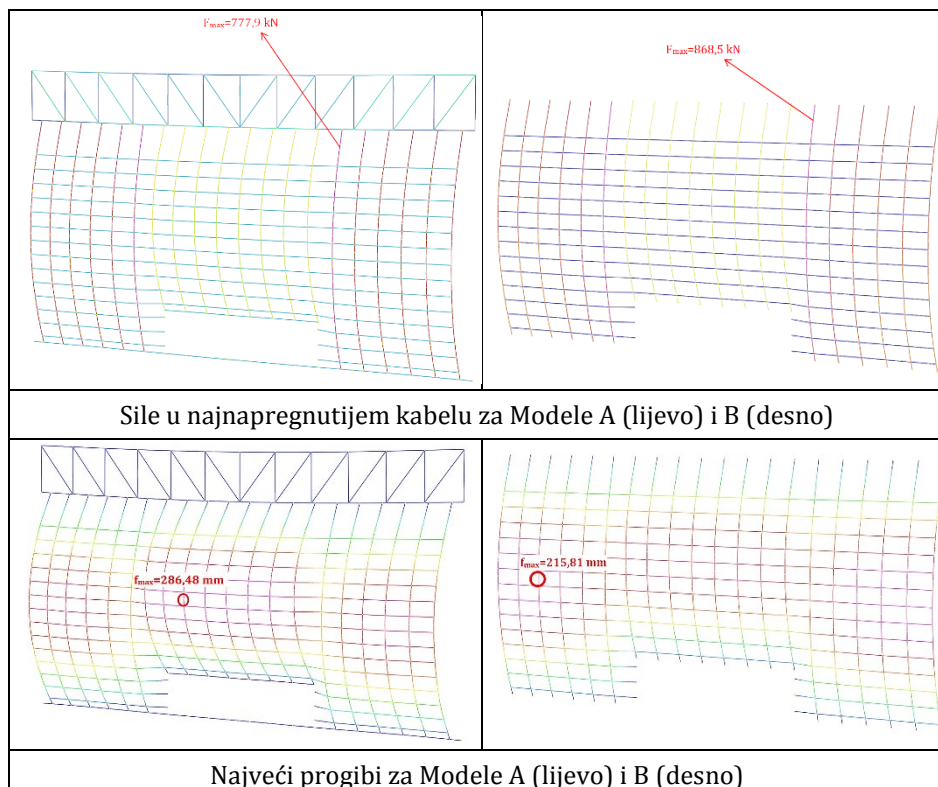 Fmax=777,9 kN
Fmax=868,5 kN
Sile u najnapregnutijem kabelu za Modele A (lijevo) i B (desno)
fmax=286,48 mm
fmax=215,81 mm
Najveći progibi za Modele A (lijevo) i B (desno)